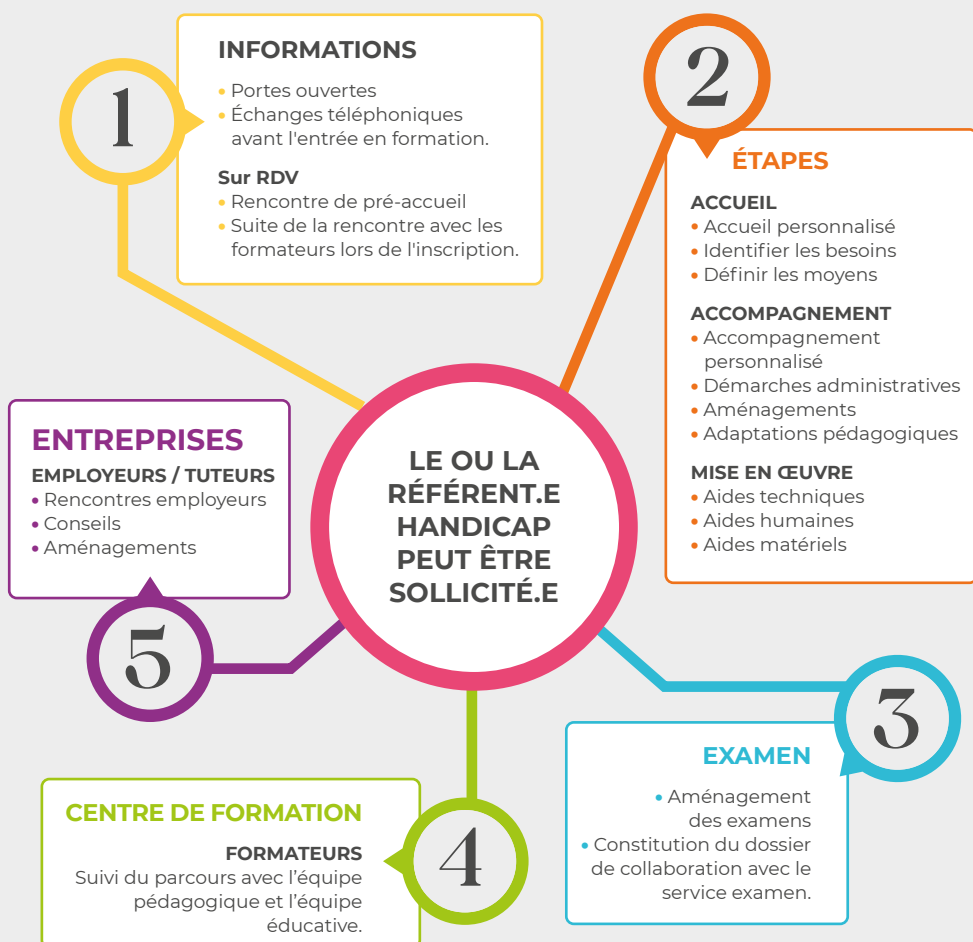 1
INFORMATIONS
• Portes ouvertes
• Échanges téléphoniques
avant l'entrée en formation.
Sur RDV
• Rencontre de pré-accueil
• Suite de la rencontre avec les
formateurs lors de l'inscription.
2
ÉTAPES
ACCUEIL
• Accueil personnalisé
• Identifier les besoins
• Définir les moyens
ACCOMPAGNEMENT
• Accompagnement
personnalisé
• Démarches administratives
• Aménagements
• Adaptations pédagogiques
MISE EN ŒUVRE
• Aides techniques
• Aides humaines
• Aides matériels
LE OU LA
RÉFÉRENT.E
HANDICAP
PEUT ÊTRE
SOLLICITÉ.E
3
EXAMEN
• Aménagement
des examens
• Constitution du dossier
de collaboration avec le
service examen.
4
CENTRE DE FORMATION
FORMATEURS
Suivi du parcours avec l’équipe
pédagogique et l’équipe
éducative.
5
ENTREPRISES
EMPLOYEURS / TUTEURS
• Rencontres employeurs
• Conseils
• Aménagements